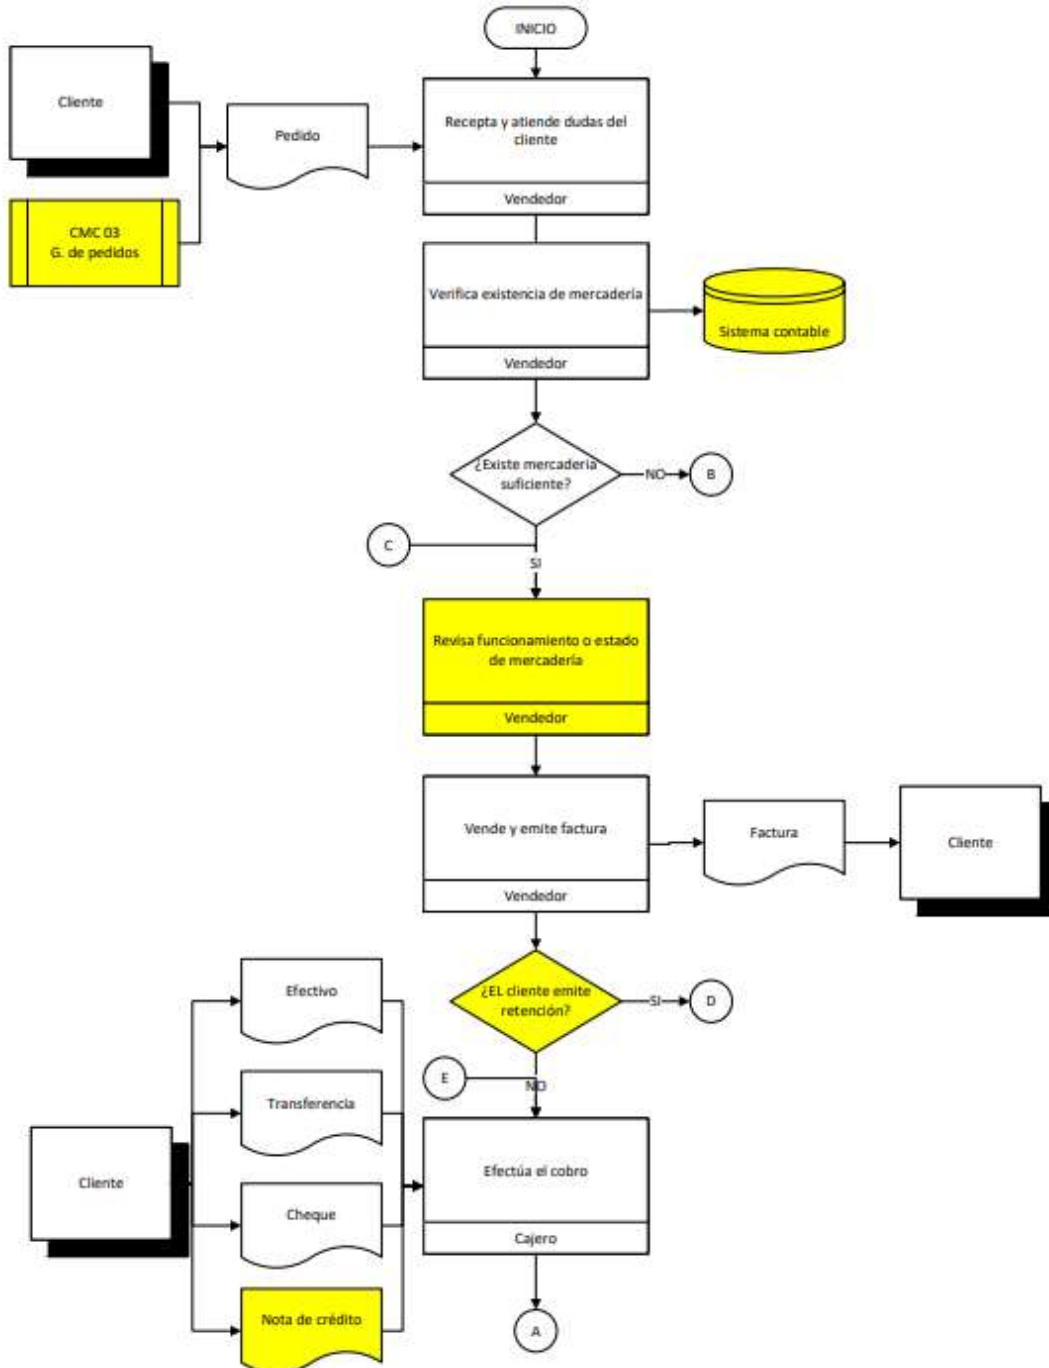 INICIO
Cliente
Pedido
Recepta y atiende dudas del
cliente
Vendedor
CMC 03
G. de pedidos
Verifica existencia de mercadería
Vendedor
Sistema contable
¿Existe mercadería
suficiente?
NO
B
C
SI
Revisa funcionamiento o estado
de mercadería
Vendedor
Vende y emite factura
Vendedor
Factura
Cliente
¿EL cliente emite
retención?
SI
D
E
NO
Efectivo
Transferencia
Cliente
Cheque
Nota de crédito
Efectúa el cobro
Cajero
A